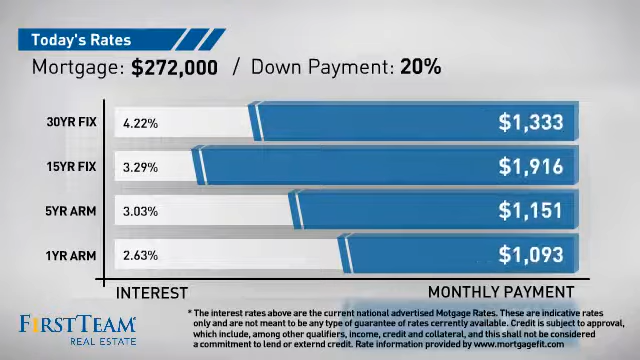 Today's Rates
Mortgage: $272,000 / Down Payment: 20%
30YR FIX 4.22% $1,333
15YR FIX 3.29% $1,916
5YR ARM 3.03% $1,151
1YR ARM 2.63% $1,093
INTEREST MONTHLY PAYMENT
* The interest rates above are the current national advertised Motgage Rates. These are indicative rates
only and are not meant to be any type of guarantee of rates cerrently available. Credit is subject to approval,
which include, among other qualifiers, income, credit and collateral, and this shall not be considered
a commitment to lend or externd credit. Rate information provided by www.mortgagefit.com
FIRSTTEAM®
REAL ESTATE